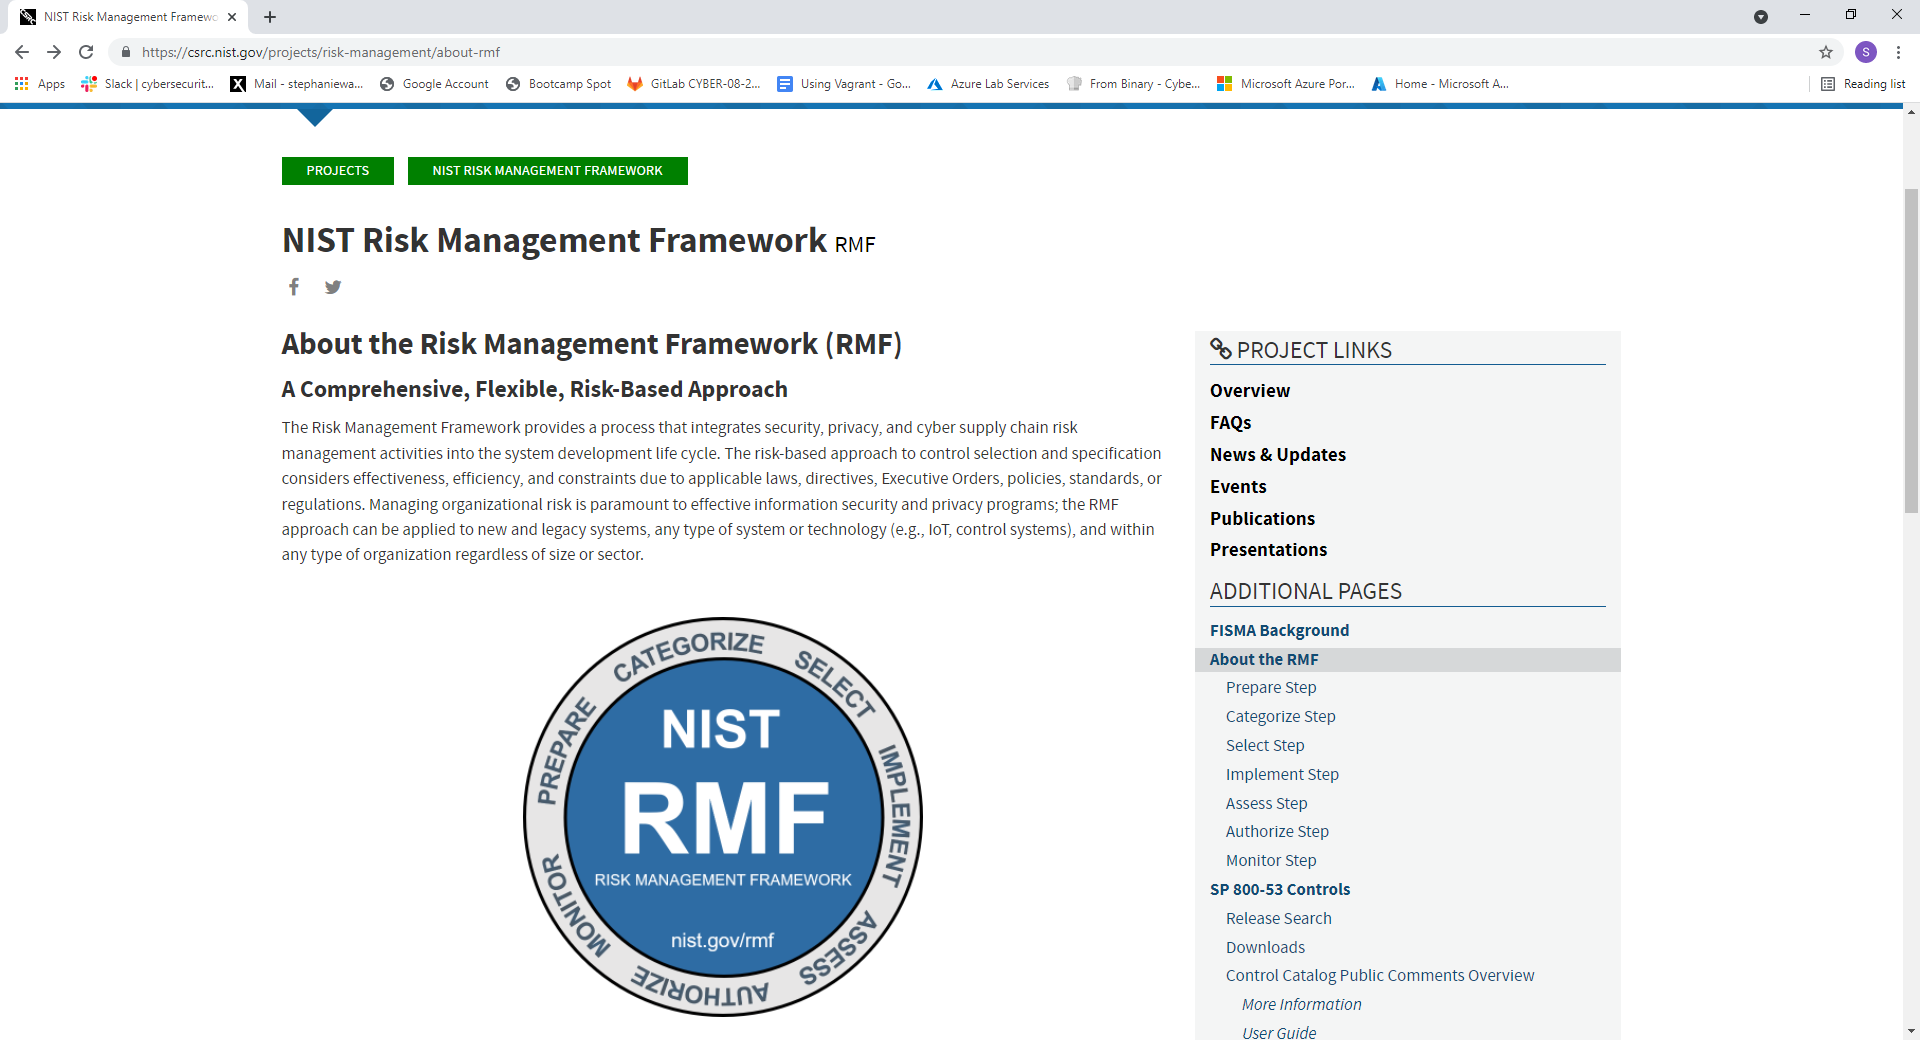 NIST Risk Management Framewo
https://csrc.nist.gov/projects/risk-management/about-rmf
S
Apps
Slack | cybersecurit...
Mail - stephaniewa...
Google Account
Bootcamp Spot
GitLab CYBER-08-2...
Using Vagrant - Go...
Azure Lab Services
From Binary - Cybe...
Microsoft Azure Por...
Home - Microsoft A...
Reading list
PROJECTS
NIST RISK MANAGEMENT FRAMEWORK
NIST Risk Management Framework RMF
About the Risk Management Framework (RMF)
A Comprehensive, Flexible, Risk-Based Approach
The Risk Management Framework provides a process that integrates security, privacy, and cyber supply chain risk
management activities into the system development life cycle. The risk-based approach to control selection and specification
considers effectiveness, efficiency, and constraints due to applicable laws, directives, Executive Orders, policies, standards, or
regulations. Managing organizational risk is paramount to effective information security and privacy programs; the RMF
approach can be applied to new and legacy systems, any type of system or technology (e.g., IoT, control systems), and within
any type of organization regardless of size or sector.
PREPARE
CATEGORIZE
SELECT
IMPLEMENT
ASSESS
AUTHORIZE
MONITOR
NIST
RMF
RISK MANAGEMENT FRAMEWORK
nist.gov/rmf
PROJECT LINKS
Overview
FAQs
News & Updates
Events
Publications
Presentations
ADDITIONAL PAGES
FISMA Background
About the RMF
Prepare Step
Categorize Step
Select Step
Implement Step
Assess Step
Authorize Step
Monitor Step
SP 800-53 Controls
Release Search
Downloads
Control Catalog Public Comments Overview
More Information
User Guide